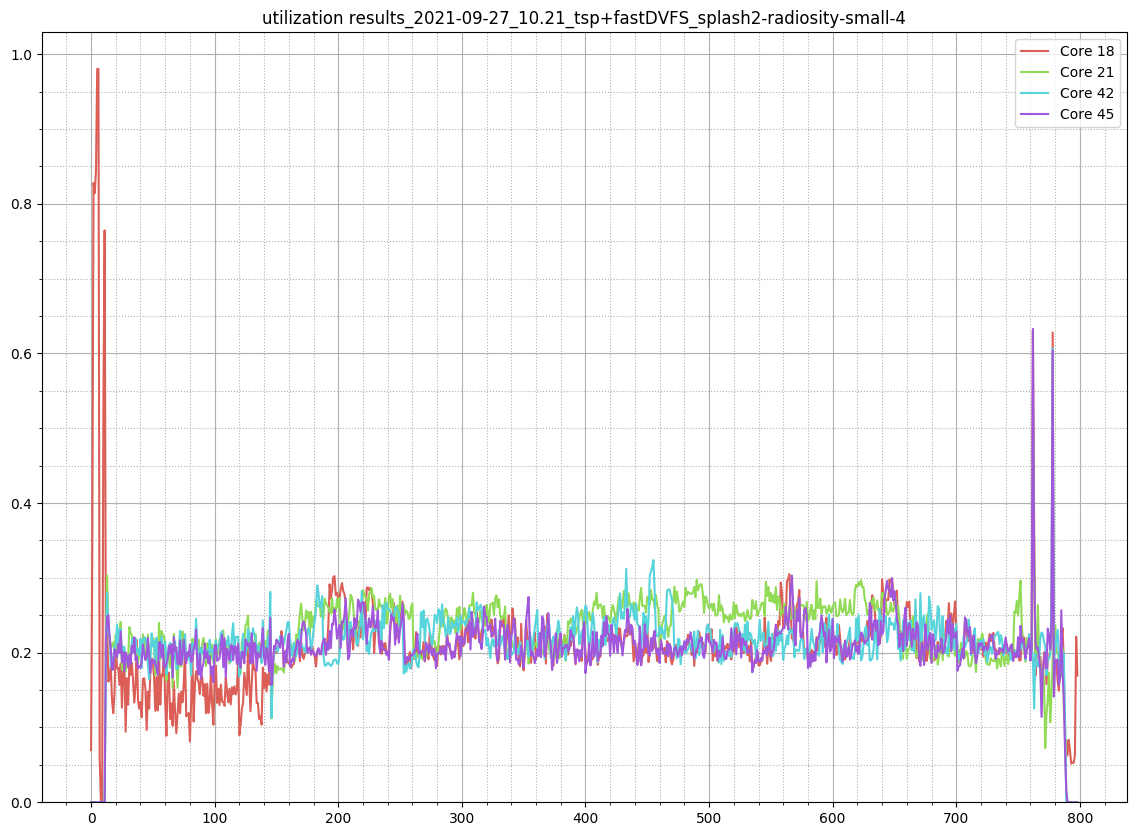 utilization results_2021-09-27_10.21_tsp+fastDVFS_splash2-radiosity-small-4
Core 18
Core 21
Core 42
Core 45
1.0
0.8
0.6
0.4
0.2
0.0
0 100 200 300 400 500 600 700 800